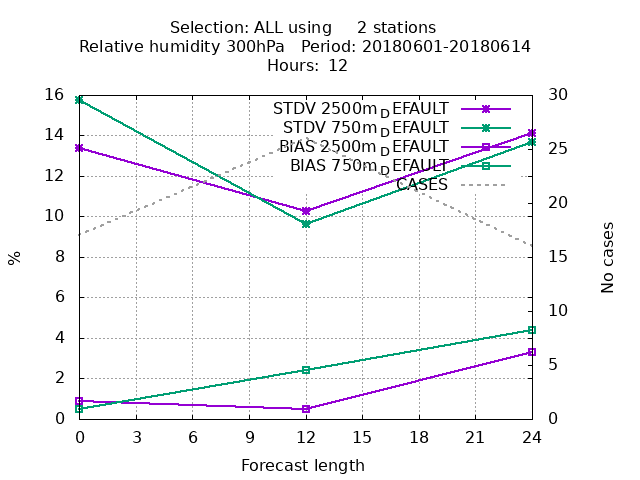 Selection: ALL using     2 stations
Relative humidity 300hPa   Period: 20180601-20180614
Hours: 12
16
14
12
10
8
6
4
2
0
%
30
25
20
15
10
5
0
No cases
STDV 2500m_DEFAULT
STDV 750m_DEFAULT
BIAS 2500m_DEFAULT
BIAS 750m_DEFAULT
CASES
0 3 6 9 12 15 18 21 24
Forecast length